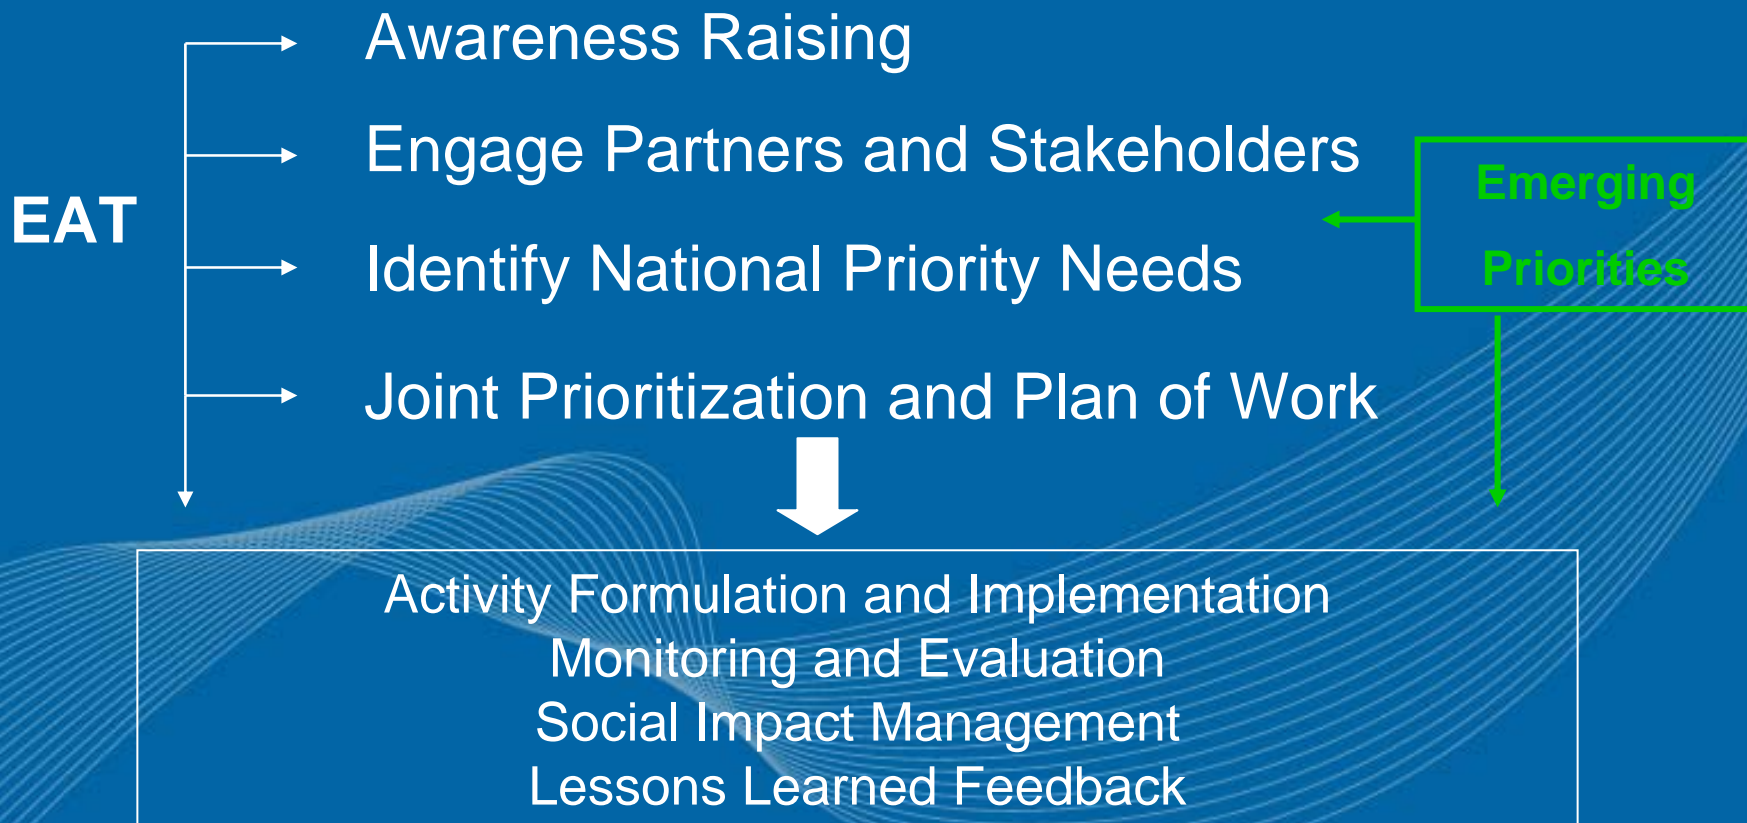 Awareness Raising
Engage Partners and Stakeholders
EAT
Identify National Priority Needs
Joint Prioritization and Plan of Work
Emerging
Priorities
Activity Formulation and Implementation
Monitoring and Evaluation
Social Impact Management
Lessons Learned Feedback